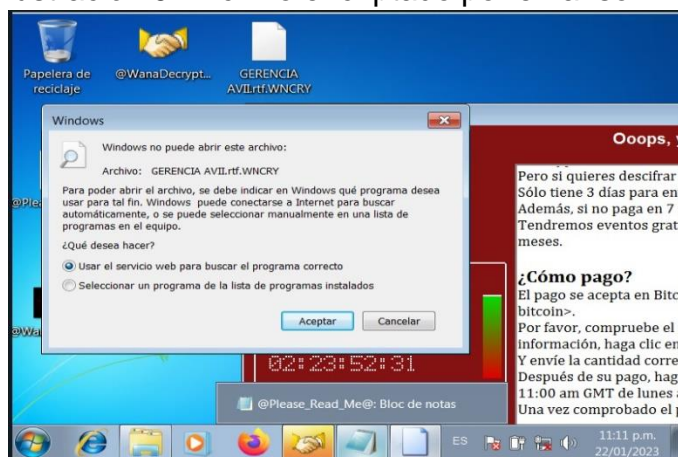 Papelera de
reciclaje
@WanaDecrypt...
GERENCIA
AVII.rtf.WNCRY
Windows
Windows no puede abrir este archivo:
Archivo: GERENCIA AVII.rtf.WNCRY
Para poder abrir el archivo, se debe indicar en Windows qué programa desea
usar para tal fin. Windows puede conectarse a Internet para buscar
automáticamente, o se puede seleccionar manualmente en una lista de
programas en el equipo.
¿Qué desea hacer?
Usar el servicio web para buscar el programa correcto
Seleccionar un programa de la lista de programas instalados
Aceptar
Cancelar
@Ple
@Wa
Ooops,
Pero si quieres descifrar
Sólo tiene 3 días para en
Además, si no paga en 7
Tendremos eventos grat
meses.
¿Cómo pago?
El pago se acepta en Bitc
bitcoin>.
Por favor, compruebe el
información, haga clic en
Y envíe la cantidad corre
Después de su pago, hag
11:00 am GMT de lunes a
Una vez comprobado el p
02:23:52:31
@Please_Read_Me@: Bloc de notas
ES
11:11 p.m.
22/01/2023